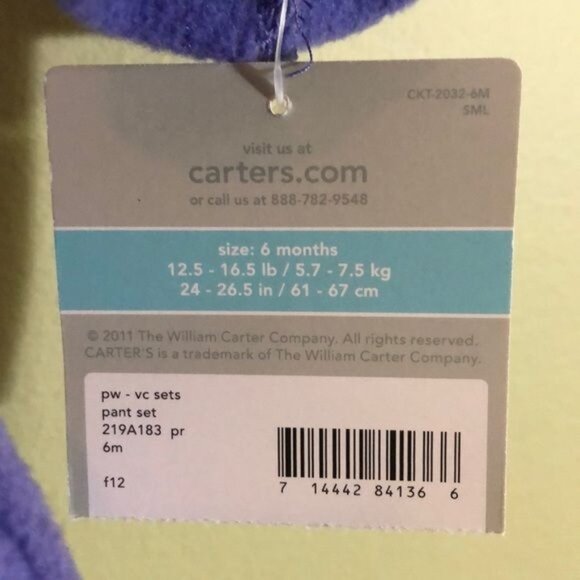 CKT-2032-6M
SML
visit us at
carters.com
or call us at 888-782-9548
size: 6 months
12.5 - 16.5 lb / 5.7 - 7.5 kg
24 - 26.5 in / 61 - 67 cm
© 2011 The William Carter Company. All rights reserved.
CARTER'S is a trademark of The William Carter Company.
pw - vc sets
pant set
219A183 pr
6m
f12
7 14442 84136 6